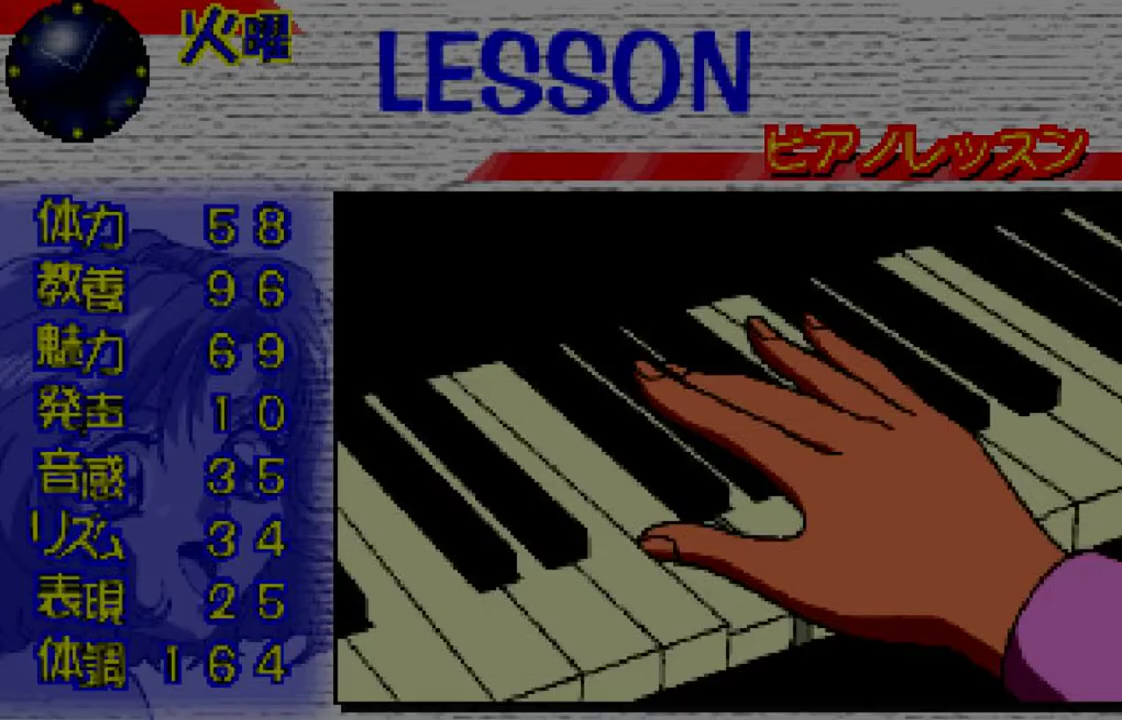 火曜
LESSON
ピアノレッスン
体力 58
教養 96
魅力 69
発声 10
音感 35
リズム 34
表現 25
体調 164